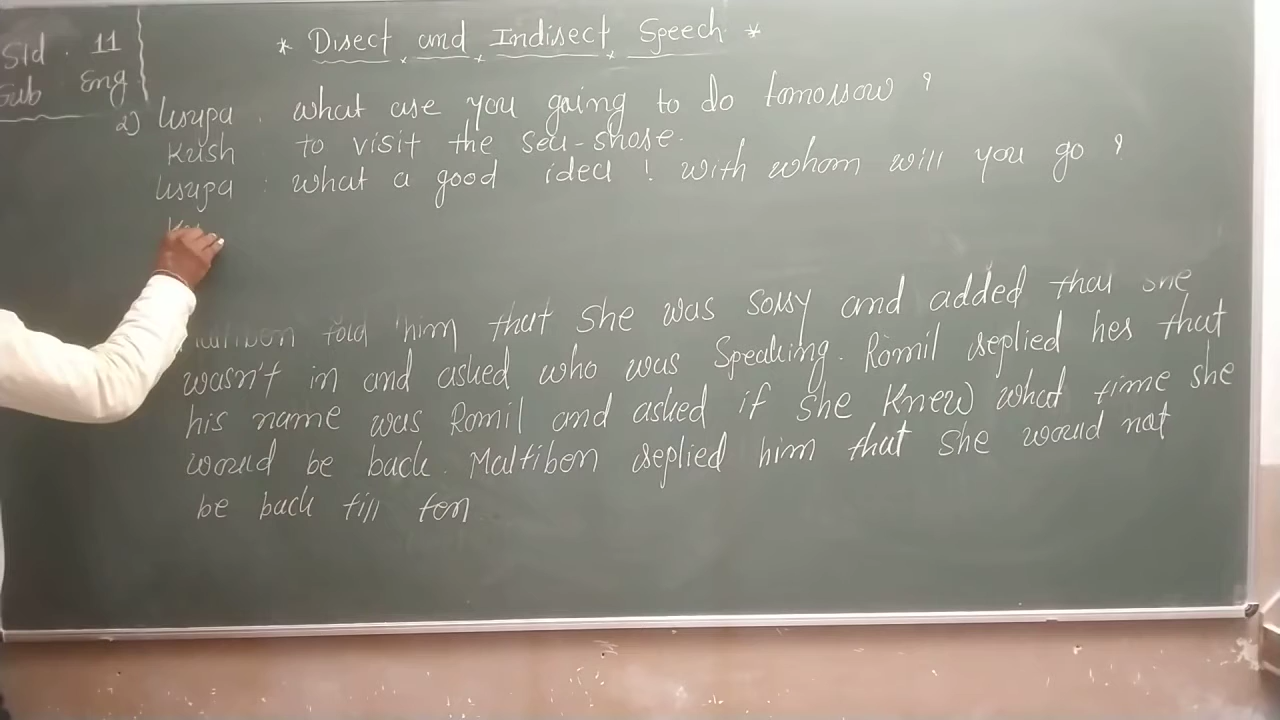 Std . 11
Sub Eng
* Direct and Indirect Speech *
2) Krupa . what are you going to do tomorrow ?
Kush to visit the sea-shore.
Krupa : what a good idea ! with whom will you go ?
told him that she was sorry and added that she
wasn't in and asked who was speaking. Romil replied her that
his name was Romil and asked if she knew what time she
would be back. Maltiben replied him that she would not
be back till ten